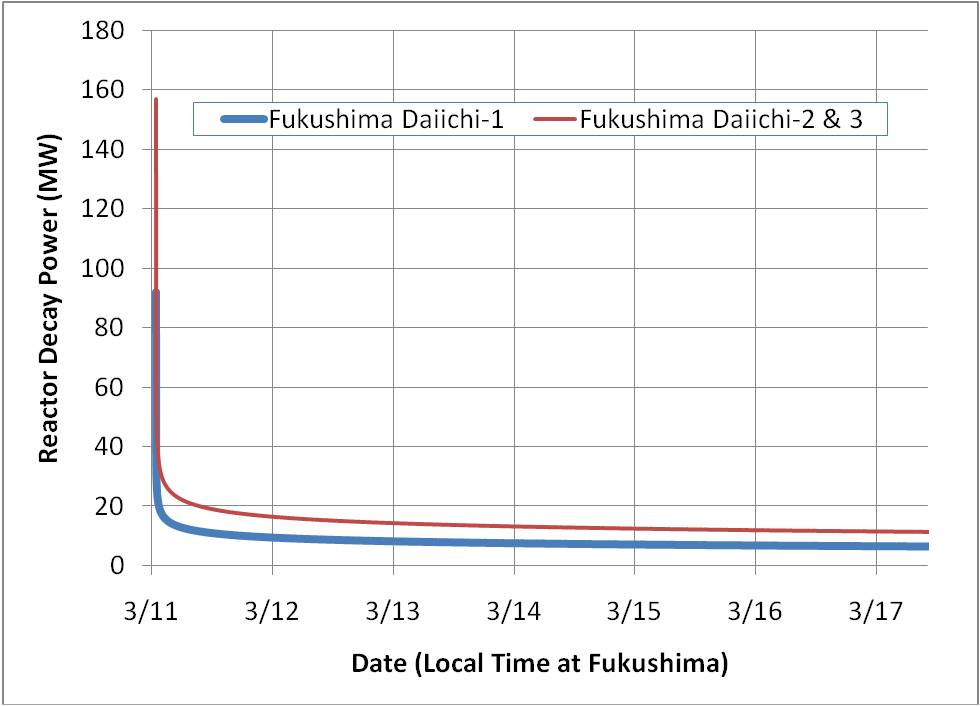 180
160
Fukushima Daiichi-1 Fukushima Daiichi-2 & 3
140
120
100
80
60
40
20
0
Reactor Decay Power (MW)
3/11 3/12 3/13 3/14 3/15 3/16 3/17
Date (Local Time at Fukushima)